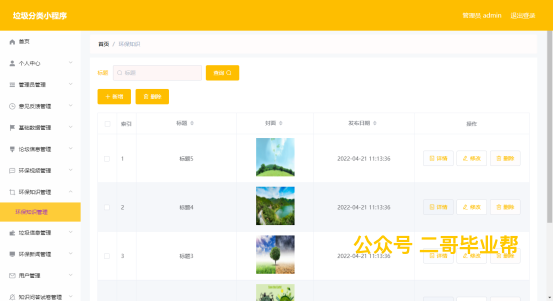 垃圾分类小程序
管理员 admin
退出登录
首页
个人中心
管理员管理
意见反馈管理
基础数据管理
论坛信息管理
环保视频管理
环保知识管理
环保知识管理
垃圾信息管理
环保新闻管理
用户管理
知识问答试卷管理
首页 / 环保知识
标题 标题 查询
+ 新增 删除
索引 标题 封面 发布日期 操作
1 标题5 2022-04-21 11:13:36 详情 修改 删除
2 标题4 2022-04-21 11:13:36 详情 修改 删除
3 标题3 2022-04-21 11:13:36 详情 修改 删除
公众号 二哥毕业帮